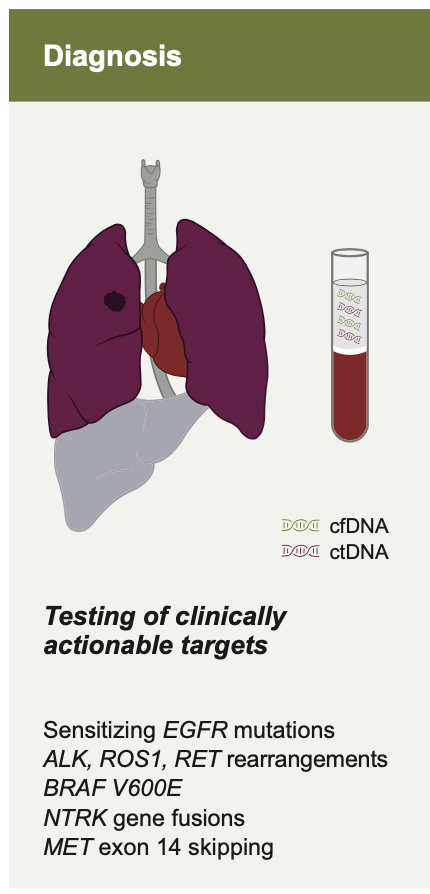 Diagnosis
cfDNA
ctDNA
Testing of clinically
actionable targets
Sensitizing EGFR mutations
ALK, ROS1, RET rearrangements
BRAF V600E
NTRK gene fusions
MET exon 14 skipping